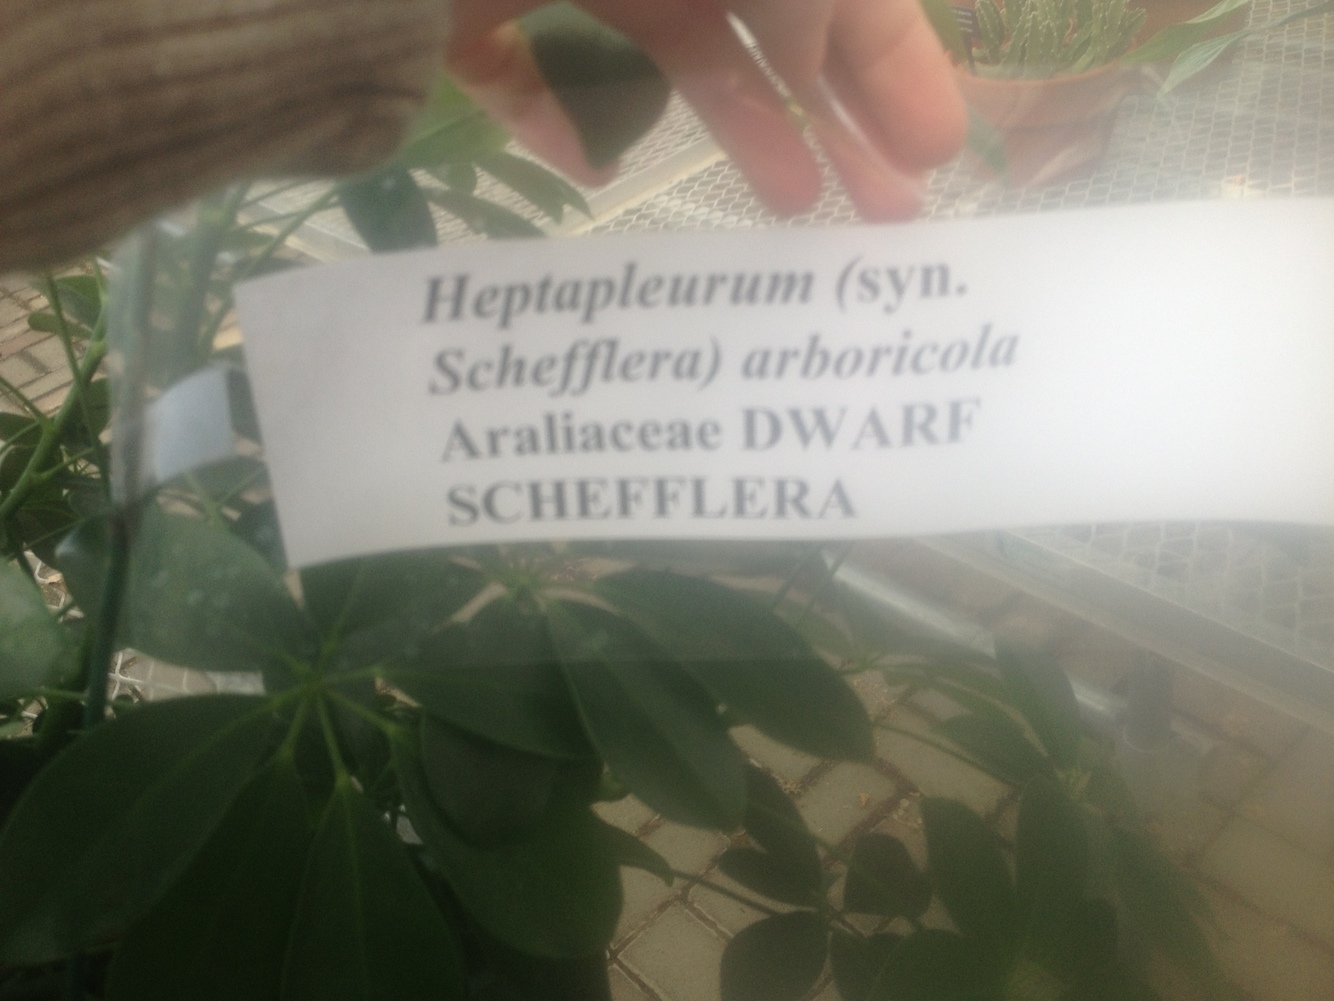 Heptapleurum (syn.
Schefflera) arboricola
Araliaceae DWARF
SCHEFFLERA